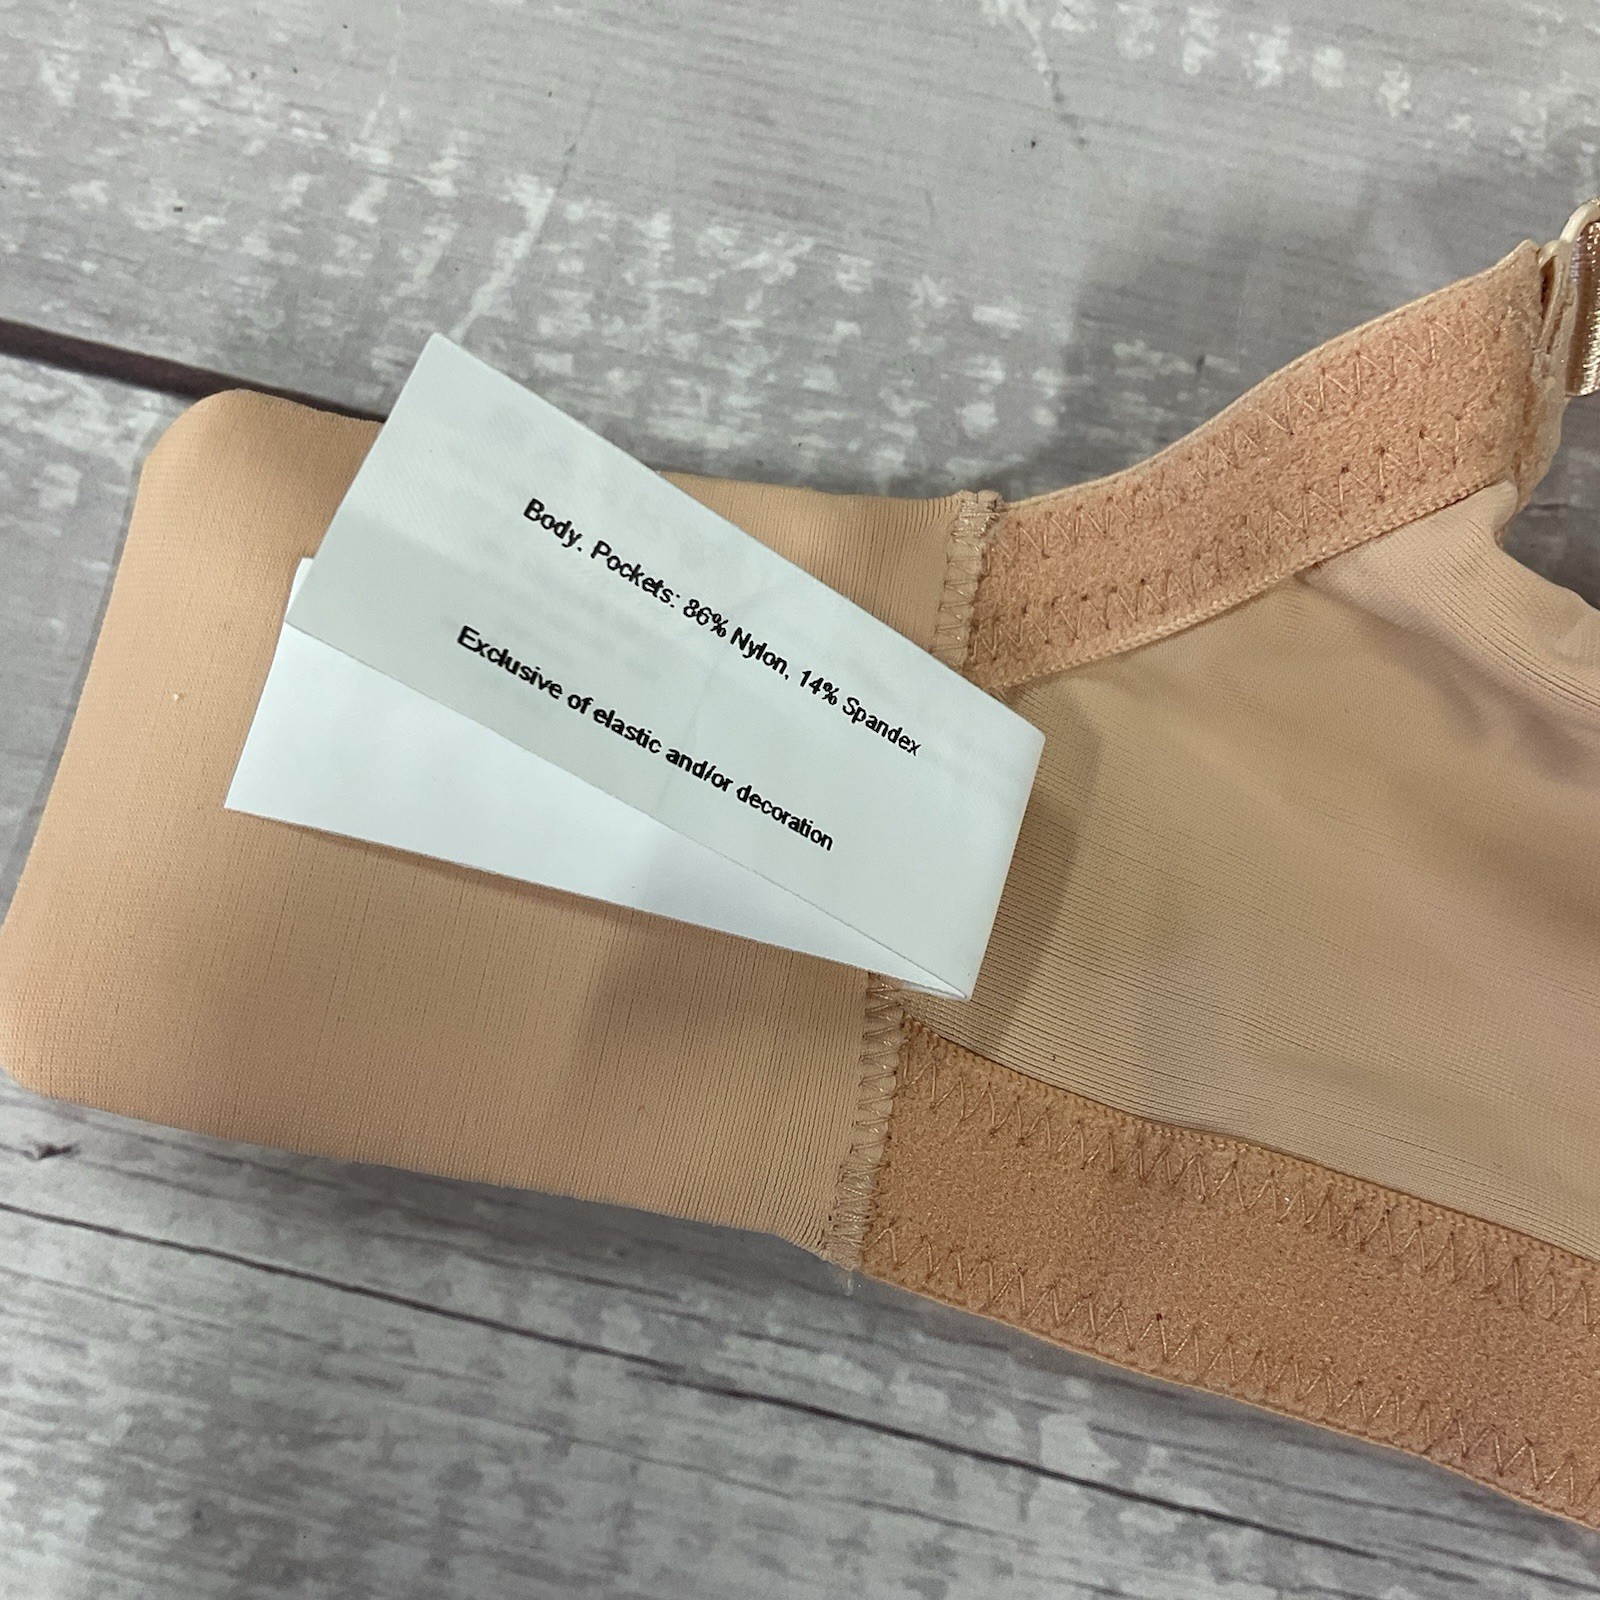 Body. Pockets: 86% Nylon, 14% Spandex
Exclusive of elastic and/or decoration